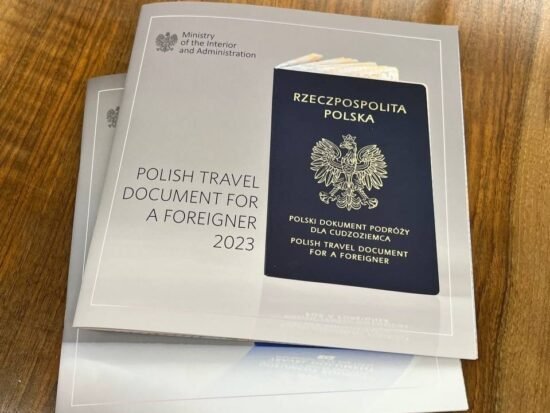 Ministry
of the Interior
and Administration
POLISH TRAVEL
DOCUMENT FOR
A FOREIGNER
2023
RZECZPOSPOLITA
POLSKA
POLSKI DOKUMENT PODRÓŻY
DLA CUDZOZIEMCA
POLISH TRAVEL DOCUMENT
FOR A FOREIGNER